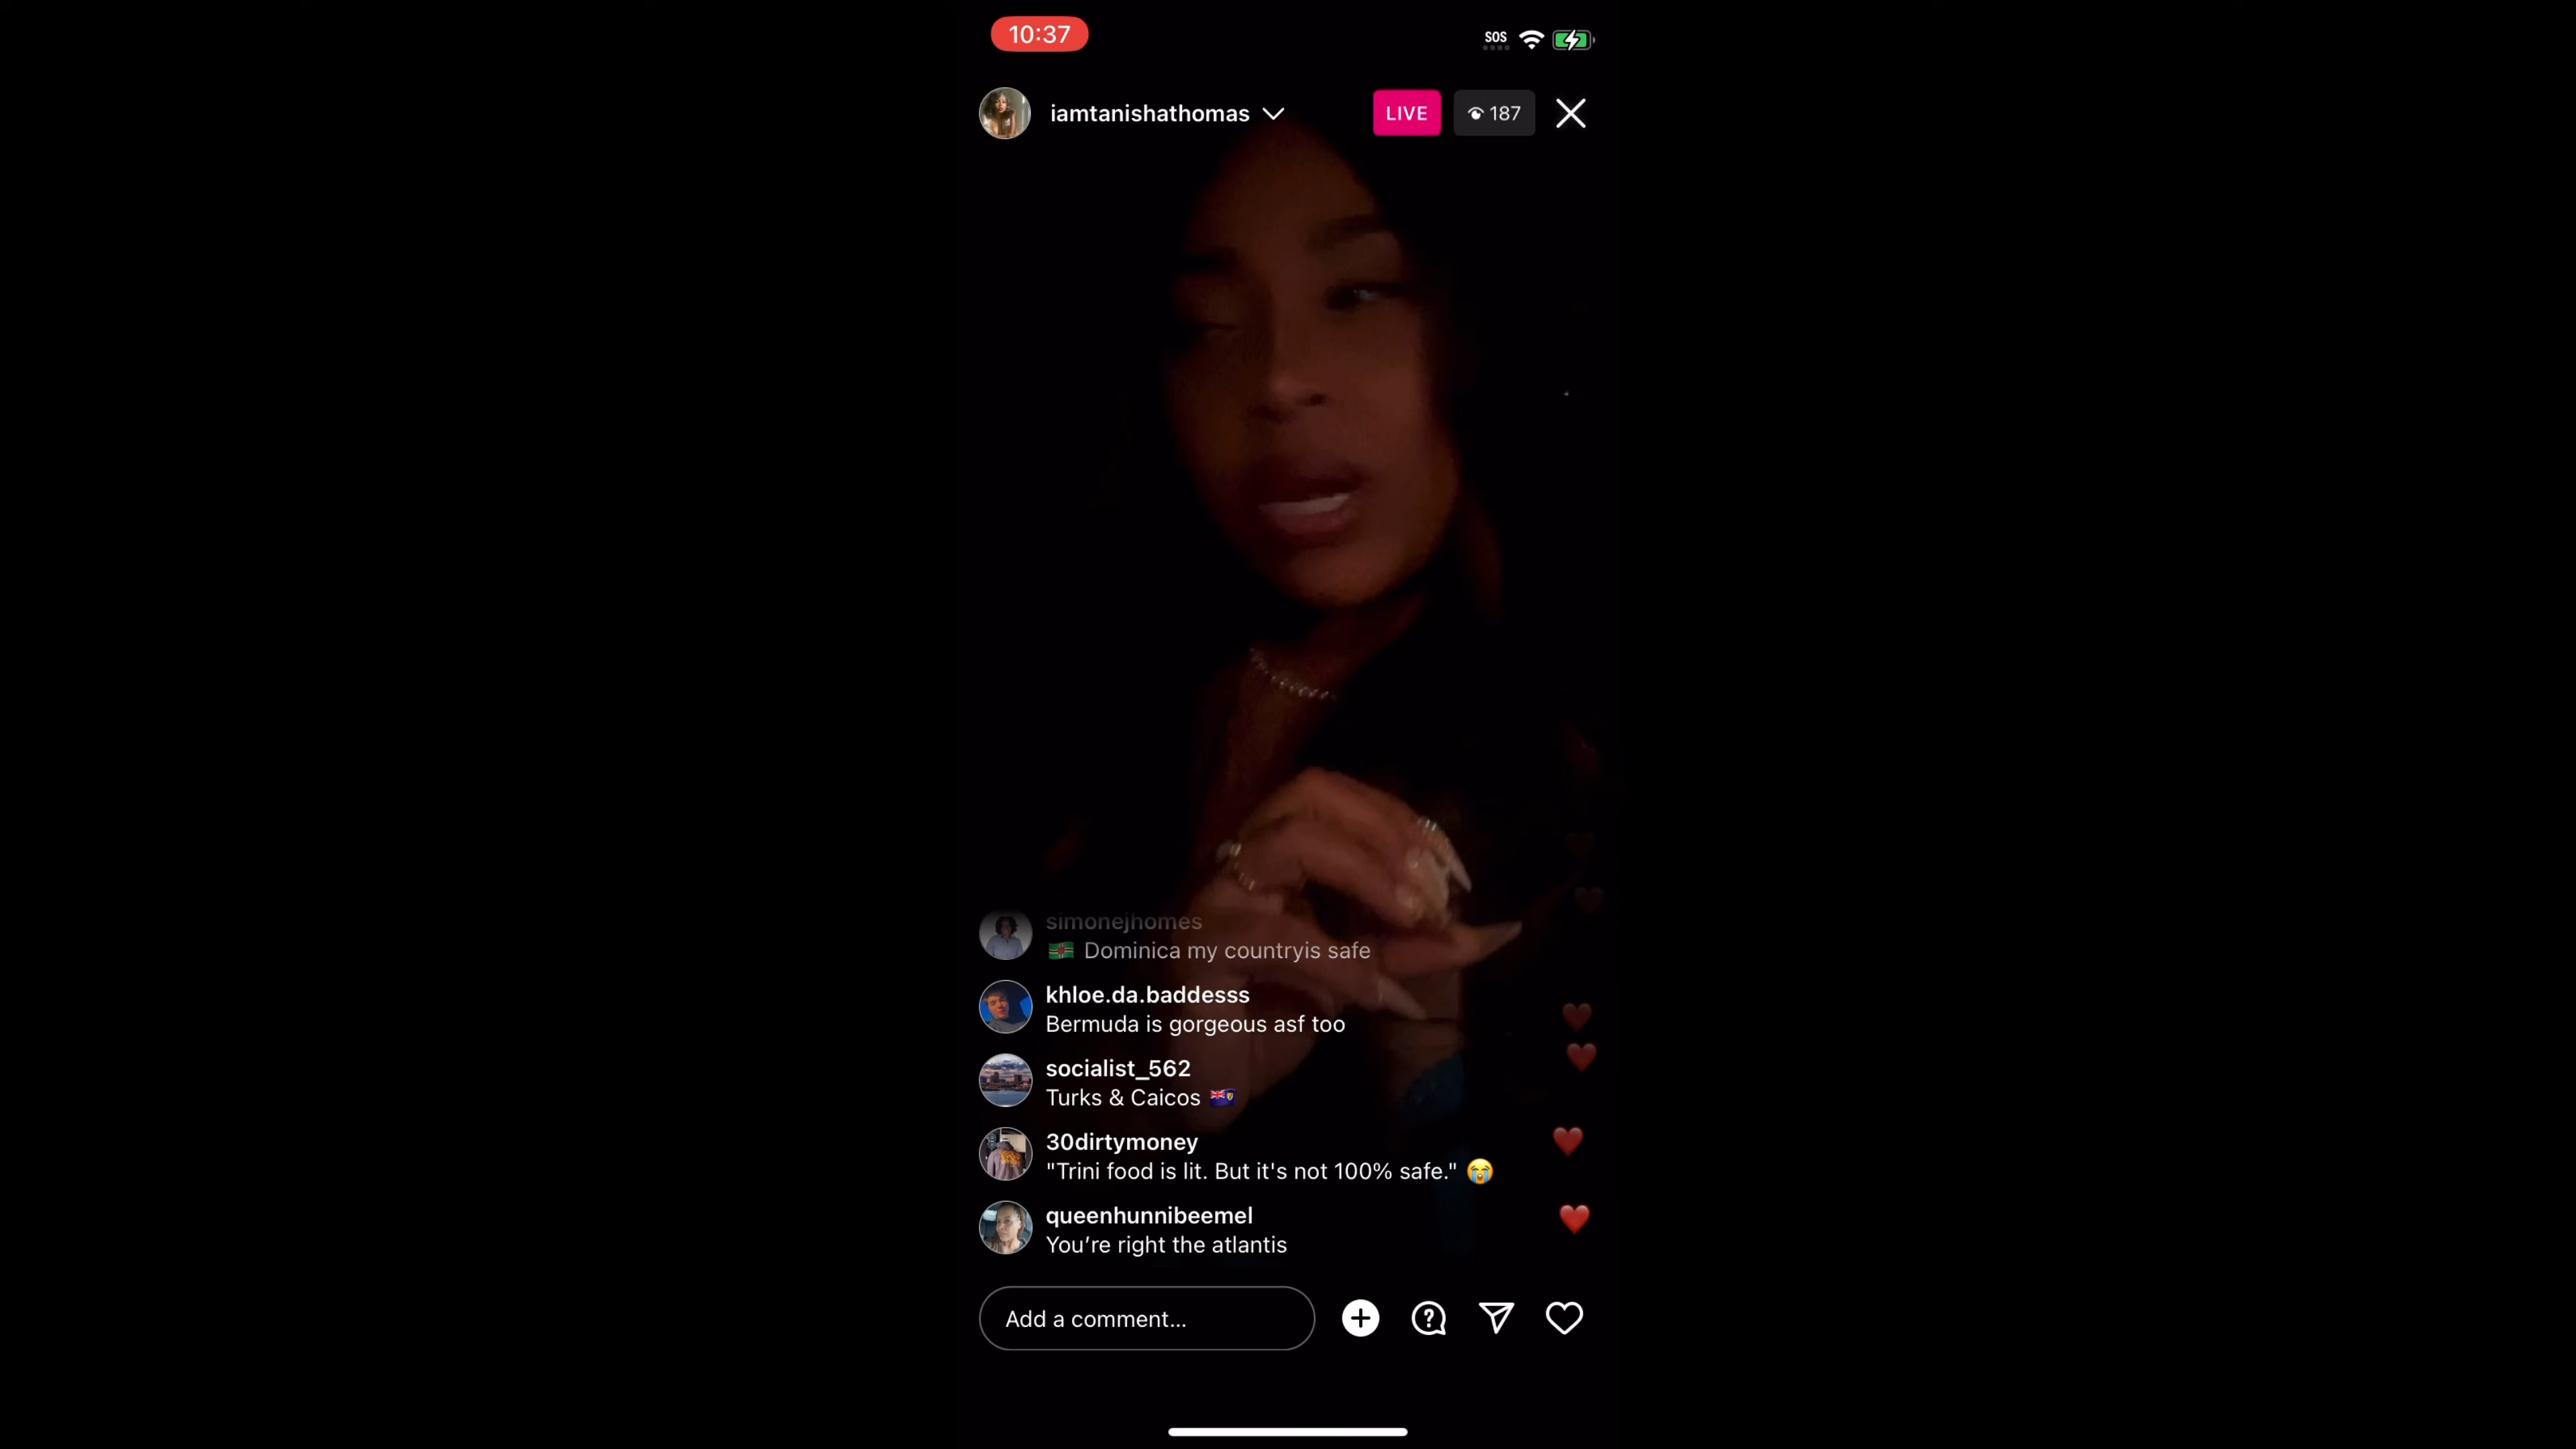 10:37
SOS
iamtanishathomas
LIVE
187
simonejhomes
🇩🇲 Dominica my countryis safe
khloe.da.baddesss
Bermuda is gorgeous asf too
socialist_562
Turks & Caicos 🇹🇨
30dirtymoney
"Trini food is lit. But it's not 100% safe." 😭
queenhunnibeemel
You’re right the atlantis
Add a comment...